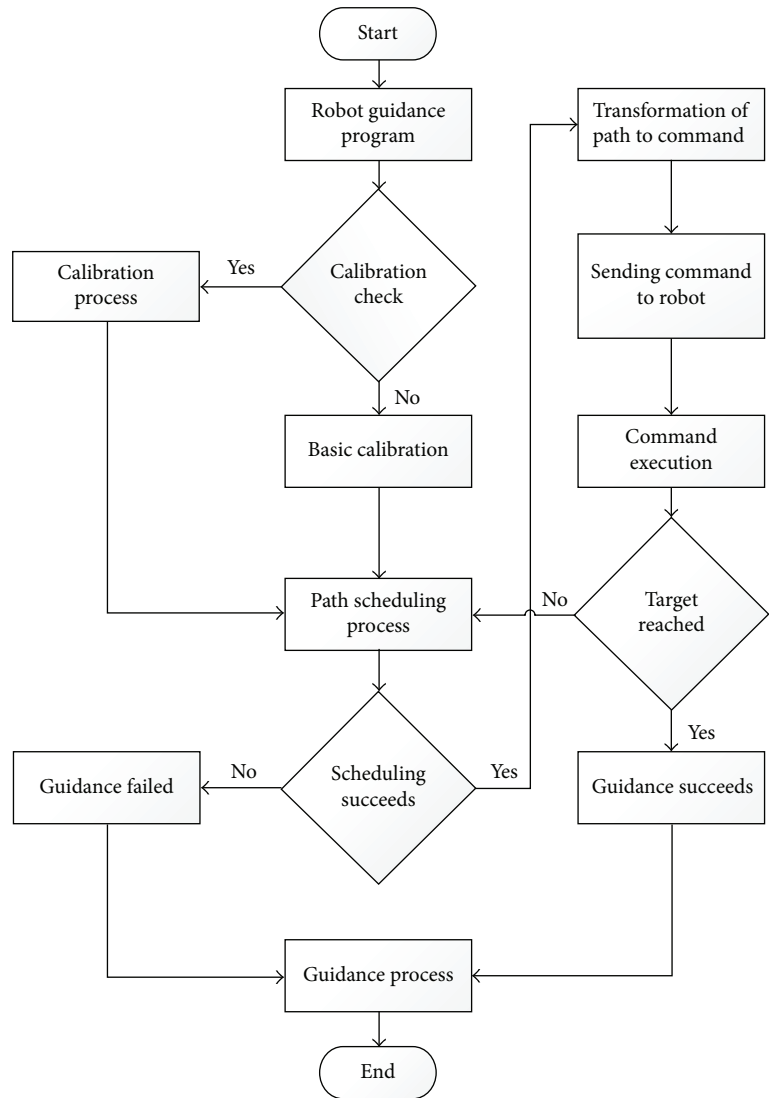 Start
Robot guidance
program
Calibration
check
Yes
Calibration
process
No
Basic calibration
Path scheduling
process
Scheduling
succeeds
No
Guidance failed
Yes
Transformation of
path to command
Sending command
to robot
Command
execution
Target
reached
No
Yes
Guidance succeeds
Guidance process
End